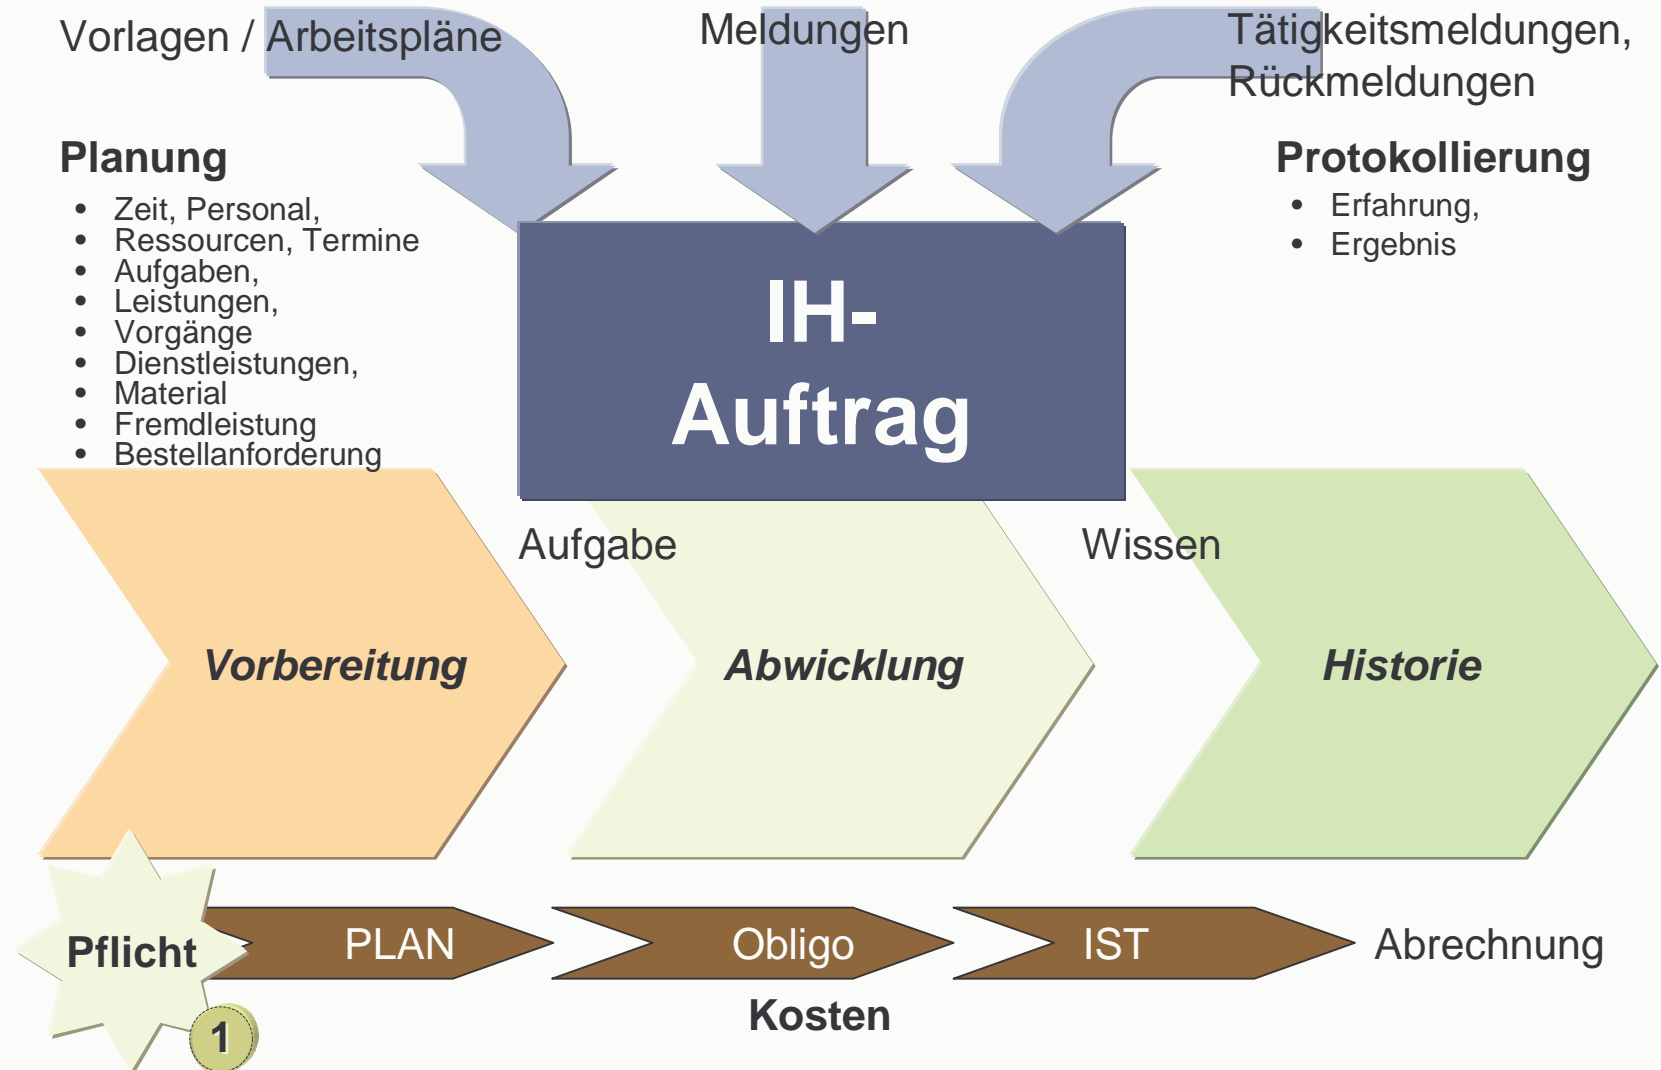 Vorlagen / Arbeitspläne
Meldungen
Tätigkeitsmeldungen,
Rückmeldungen
Planung
• Zeit, Personal,
• Ressourcen, Termine
• Aufgaben,
• Leistungen,
• Vorgänge
• Dienstleistungen,
• Material
• Fremdleistung
• Bestellanforderung
Protokollierung
• Erfahrung,
• Ergebnis
IH-
Auftrag
Aufgabe
Wissen
Vorbereitung
Abwicklung
Historie
Pflicht
1
PLAN
Obligo
IST
Abrechnung
Kosten